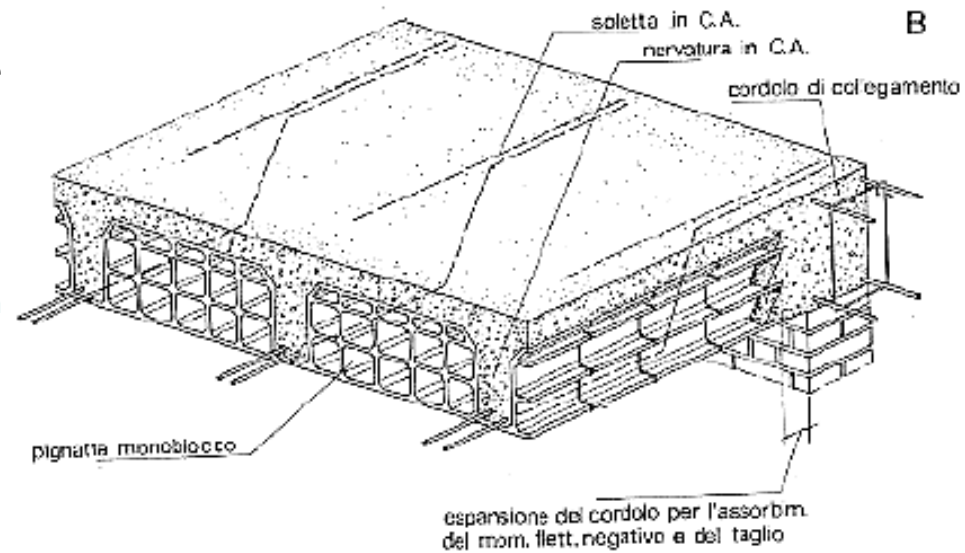 B
soletta in C.A.
nervatura in C.A.
cordolo di collegamento
pignatta monoblocco
espansione del cordolo per l'assorbim.
del mom. flett. negativo e del taglio